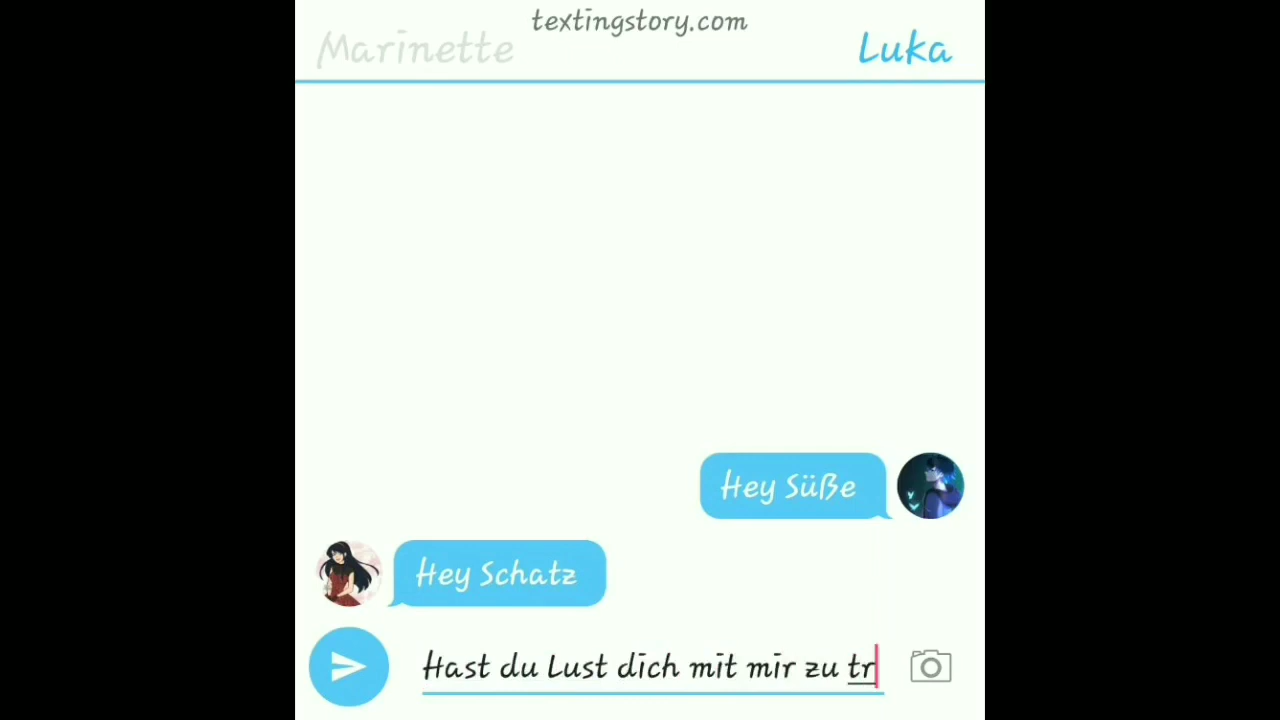 textingstory.com
Marinette
Luka
Hey Süße
Hey Schatz
Hast du Lust dich mit mir zu tr